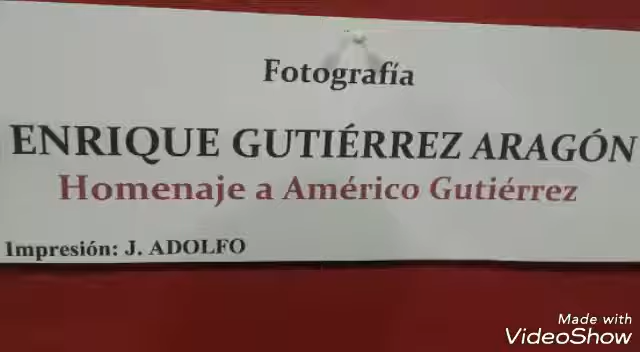 Fotografía
ENRIQUE GUTIÉRREZ ARAGÓN
Homenaje a Américo Gutiérrez
Impresión: J. ADOLFO
Made with
VideoShow